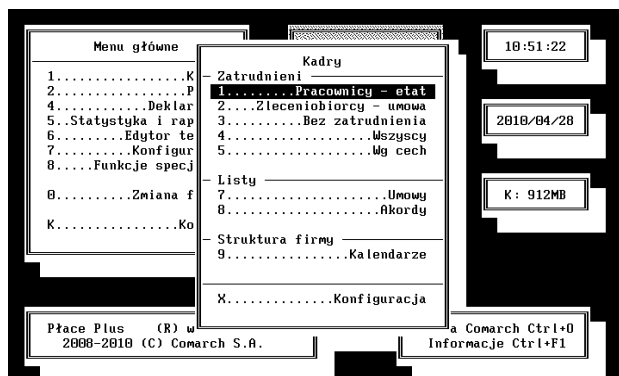 Menu główne
1................K
2................P
4...........Deklar
5..Statystyka i rap
6.........Edytor te
7..........Konfigur
8.....Funkcje specj
0..........Zmiana f
K...............Ko
Kadry
Zatrudnieni
1.........Pracownicy - etat
2....Zleceniobiorcy - umowa
3..........Bez zatrudnienia
4...................Wszyscy
5...................Wg cech
Listy
7.....................Umowy
8....................Akordy
Struktura firmy
9................Kalendarze
X..............Konfiguracja
10:51:22
2010/04/28
K: 912MB
Płace Plus (R) w
2008-2010 (C) Comarch S.A.
a Comarch Ctrl+O
Informacje Ctrl+F1